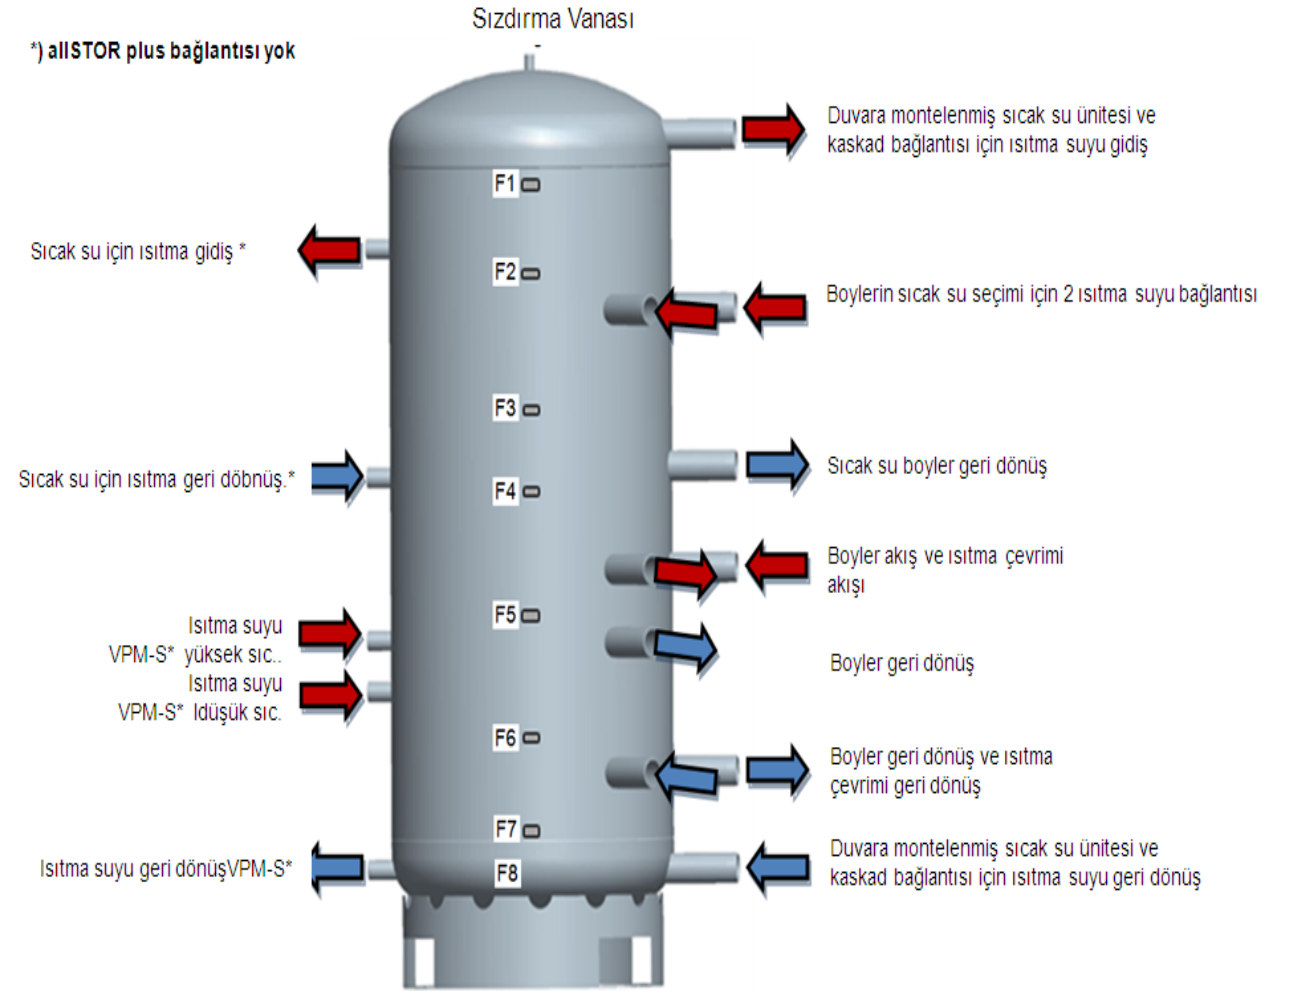 Sızdırma Vanası
*) allSTOR plus bağlantısı yok
Duvara montelenmiş sıcak su ünitesi ve
kaskad bağlantısı için ısıtma suyu gidiş
F1
Sıcak su için ısıtma gidiş *
F2
Boylerin sıcak su seçimi için 2 ısıtma suyu bağlantısı
F3
Sıcak su boyler geri dönüş
Sıcak su için ısıtma geri döbnüş.*
F4
Boyler akış ve ısıtma çevrimi
akışı
F5
Isıtma suyu
VPM-S* yüksek sıc..
Isıtma suyu
VPM-S* ldüşük sıc.
Boyler geri dönüş
F6
Boyler geri dönüş ve ısıtma
çevrimi geri dönüş
F7
Isıtma suyu geri dönüşVPM-S*
F8
Duvara montelenmiş sıcak su ünitesi ve
kaskad bağlantısı için ısıtma suyu geri dönüş